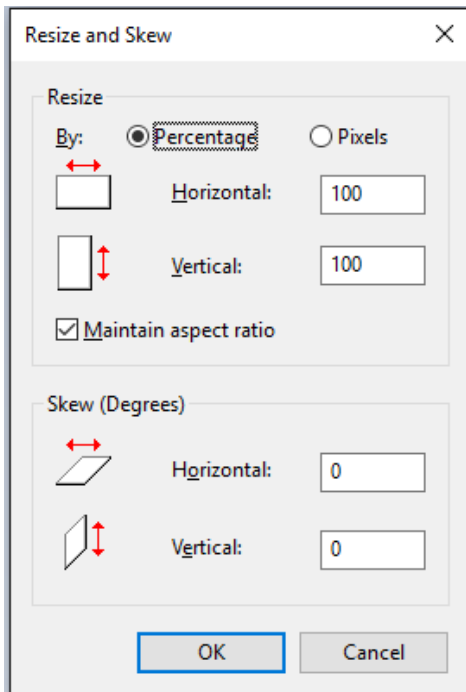 Resize and Skew
Resize
By: Percentage Pixels
Horizontal: 100
Vertical: 100
Maintain aspect ratio
Skew (Degrees)
Horizontal: 0
Vertical: 0
OK Cancel